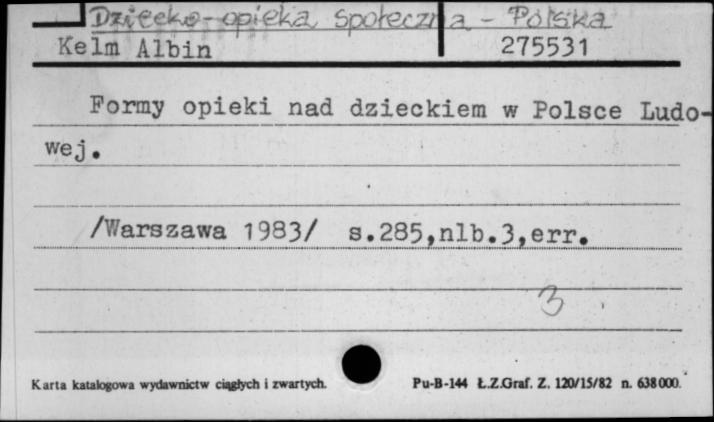 Dziecko-opieka społeczna - Polska
Kelm Albin 275531
Formy opieki nad dzieckiem w Polsce Ludo-
wej.
/Warszawa 1983/ s.285,nlb.3,err.
3
Karta katalogowa wydawnictw ciągłych i zwartych. Pu-B-144 Ł.Z.Graf. Z. 120/15/82 n. 638000.